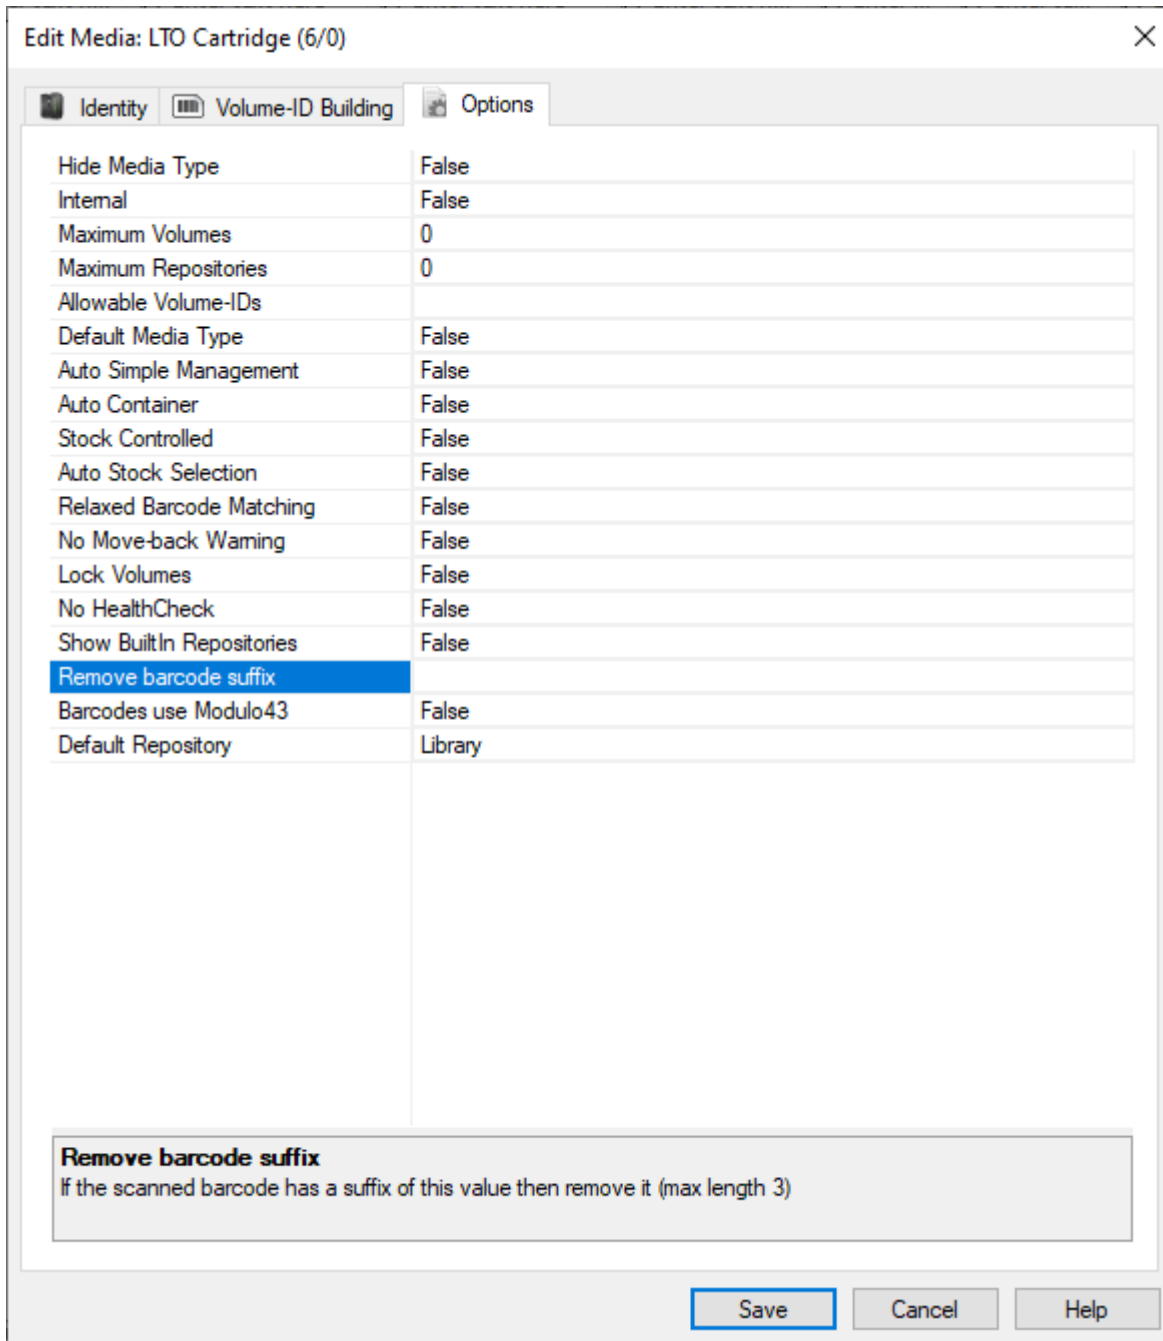 Edit Media: LTO Cartridge (6/0)
Identity Volume-ID Building Options
Hide Media Type False
Internal False
Maximum Volumes 0
Maximum Repositories 0
Allowable Volume-IDs
Default Media Type False
Auto Simple Management False
Auto Container False
Stock Controlled False
Auto Stock Selection False
Relaxed Barcode Matching False
No Move-back Warning False
Lock Volumes False
No HealthCheck False
Show BuiltIn Repositories False
Remove barcode suffix
Barcodes use Modulo43 False
Default Repository Library
Remove barcode suffix
If the scanned barcode has a suffix of this value then remove it (max length 3)
Save Cancel Help